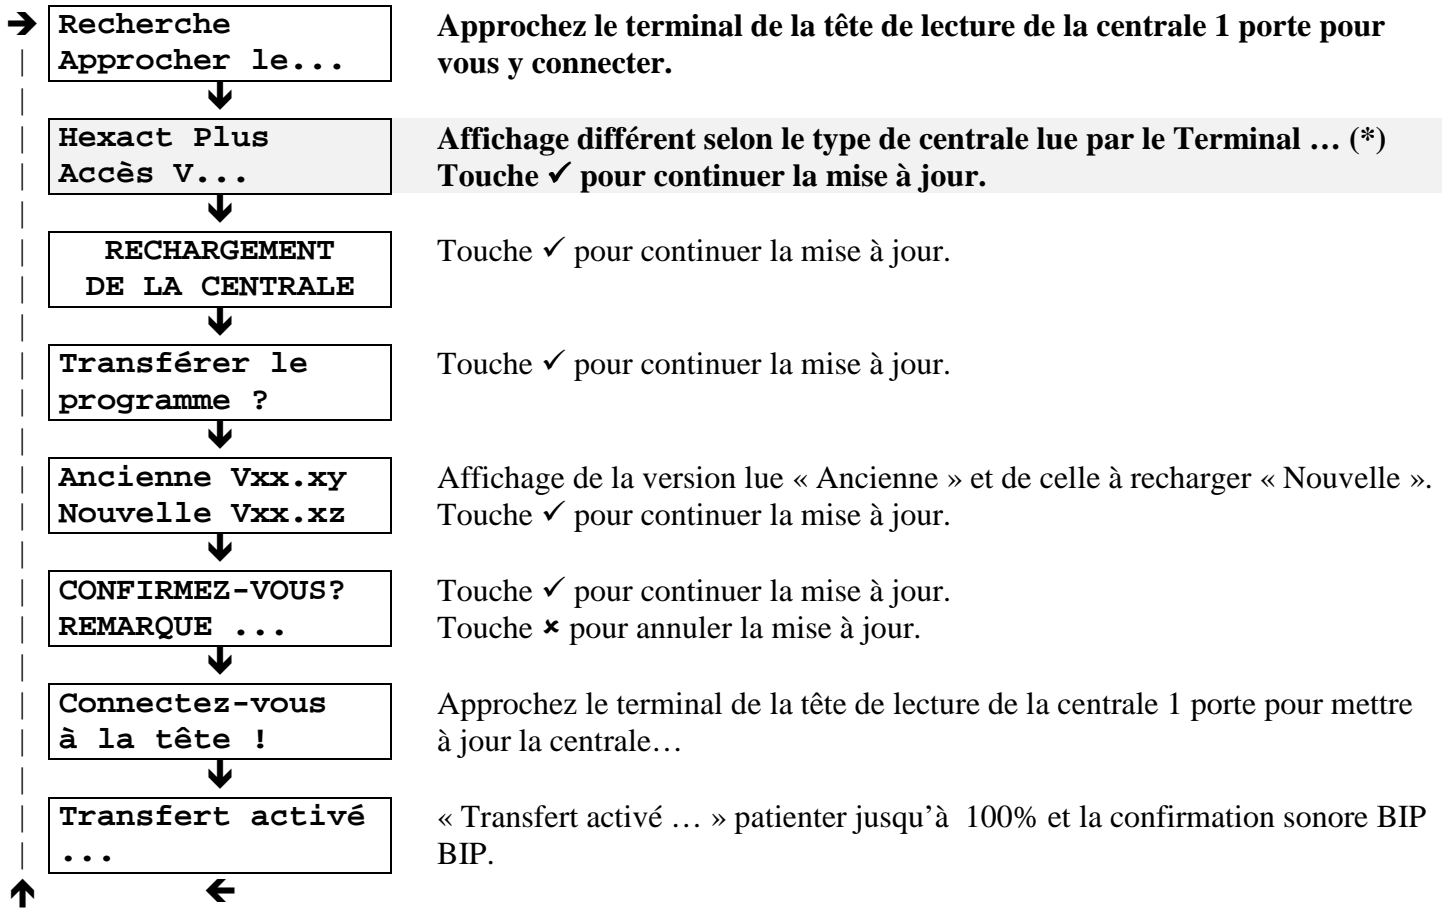 Recherche
Approcher le...
Approchez le terminal de la tête de lecture de la centrale 1 porte pour
vous y connecter.
Hexact Plus
Accès V...
Affichage différent selon le type de centrale lue par le Terminal … (*)
Touche ✓ pour continuer la mise à jour.
RECHARGEMENT
DE LA CENTRALE
Touche ✓ pour continuer la mise à jour.
Transférer le
programme ?
Touche ✓ pour continuer la mise à jour.
Ancienne Vxx.xy
Nouvelle Vxx.xz
Affichage de la version lue « Ancienne » et de celle à recharger « Nouvelle ».
Touche ✓ pour continuer la mise à jour.
CONFIRMEZ-VOUS?
REMARQUE ...
Touche ✓ pour continuer la mise à jour.
Touche × pour annuler la mise à jour.
Connectez-vous
à la tête !
Approchez le terminal de la tête de lecture de la centrale 1 porte pour mettre
à jour la centrale…
Transfert activé
...
« Transfert activé … » patienter jusqu’à  100% et la confirmation sonore BIP
BIP.